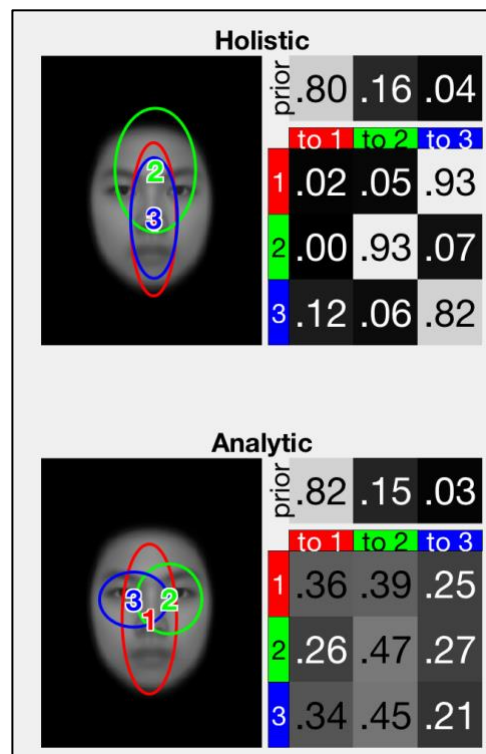 Holistic
prior .80 .16 .04
to 1 to 2 to 3
1 .02 .05 .93
2 .00 .93 .07
3 .12 .06 .82
2
3
Analytic
prior .82 .15 .03
to 1 to 2 to 3
1 .36 .39 .25
2 .26 .47 .27
3 .34 .45 .21
3 2
1